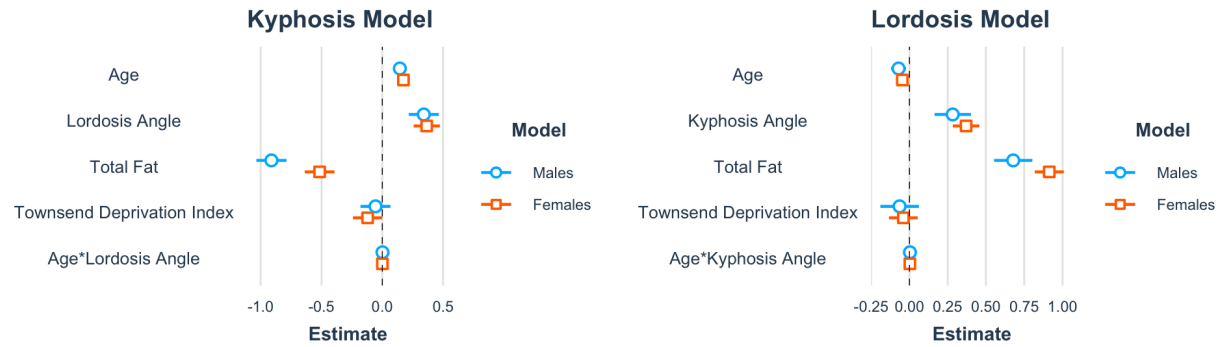 Kyphosis Model
Age
Lordosis Angle
Total Fat
Townsend Deprivation Index
Age*Lordosis Angle
-1.0 -0.5 0.0 0.5
Estimate
Model
Males
Females
Lordosis Model
Age
Kyphosis Angle
Total Fat
Townsend Deprivation Index
Age*Kyphosis Angle
-0.25 0.00 0.25 0.50 0.75 1.00
Estimate
Model
Males
Females